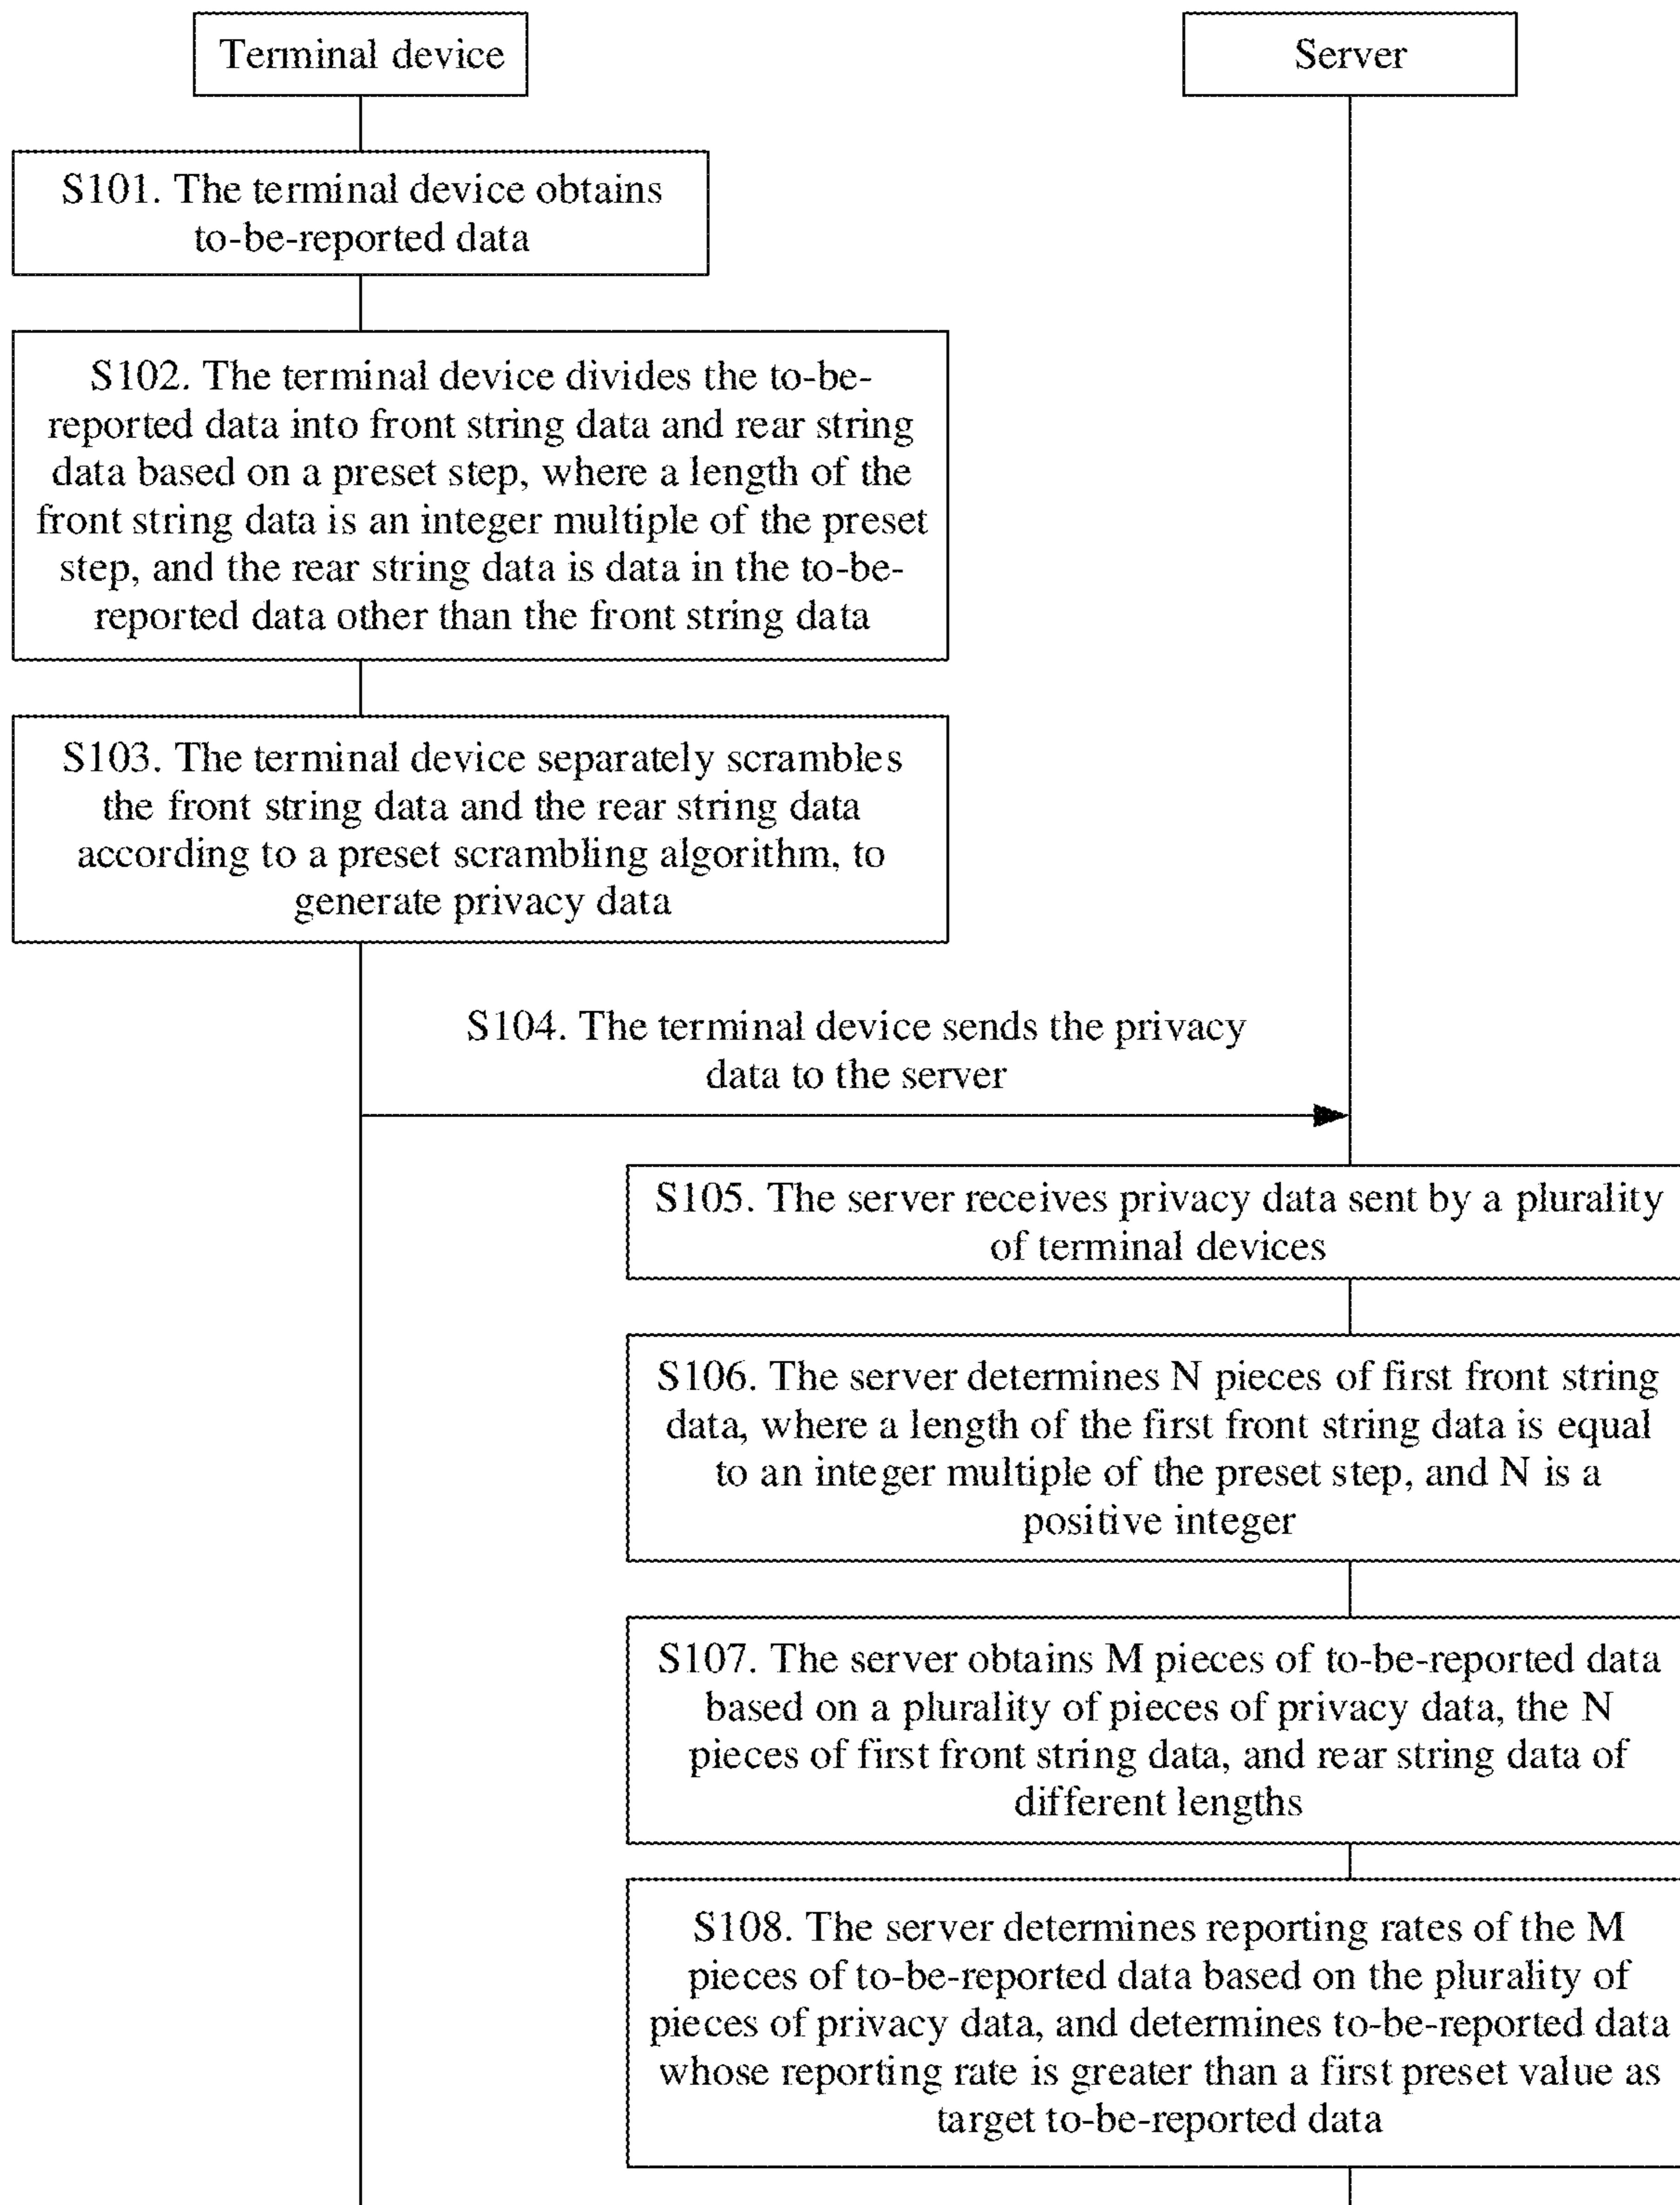 Terminal device
Server
S101. The terminal device obtains
to-be-reported data
S102. The terminal device divides the to-be-
reported data into front string data and rear string
data based on a preset step, where a length of the
front string data is an integer multiple of the preset
step, and the rear string data is data in the to-be-
reported data other than the front string data
S103. The terminal device separately scrambles
the front string data and the rear string data
according to a preset scrambling algorithm, to
generate privacy data
S104. The terminal device sends the privacy
data to the server
S105. The server receives privacy data sent by a plurality
of terminal devices
S106. The server determines N pieces of first front string
data, where a length of the first front string data is equal
to an integer multiple of the preset step, and N is a
positive integer
S107. The server obtains M pieces of to-be-reported data
based on a plurality of pieces of privacy data, the N
pieces of first front string data, and rear string data of
different lengths
S108. The server determines reporting rates of the M
pieces of to-be-reported data based on the plurality of
pieces of privacy data, and determines to-be-reported data
whose reporting rate is greater than a first preset value as
target to-be-reported data